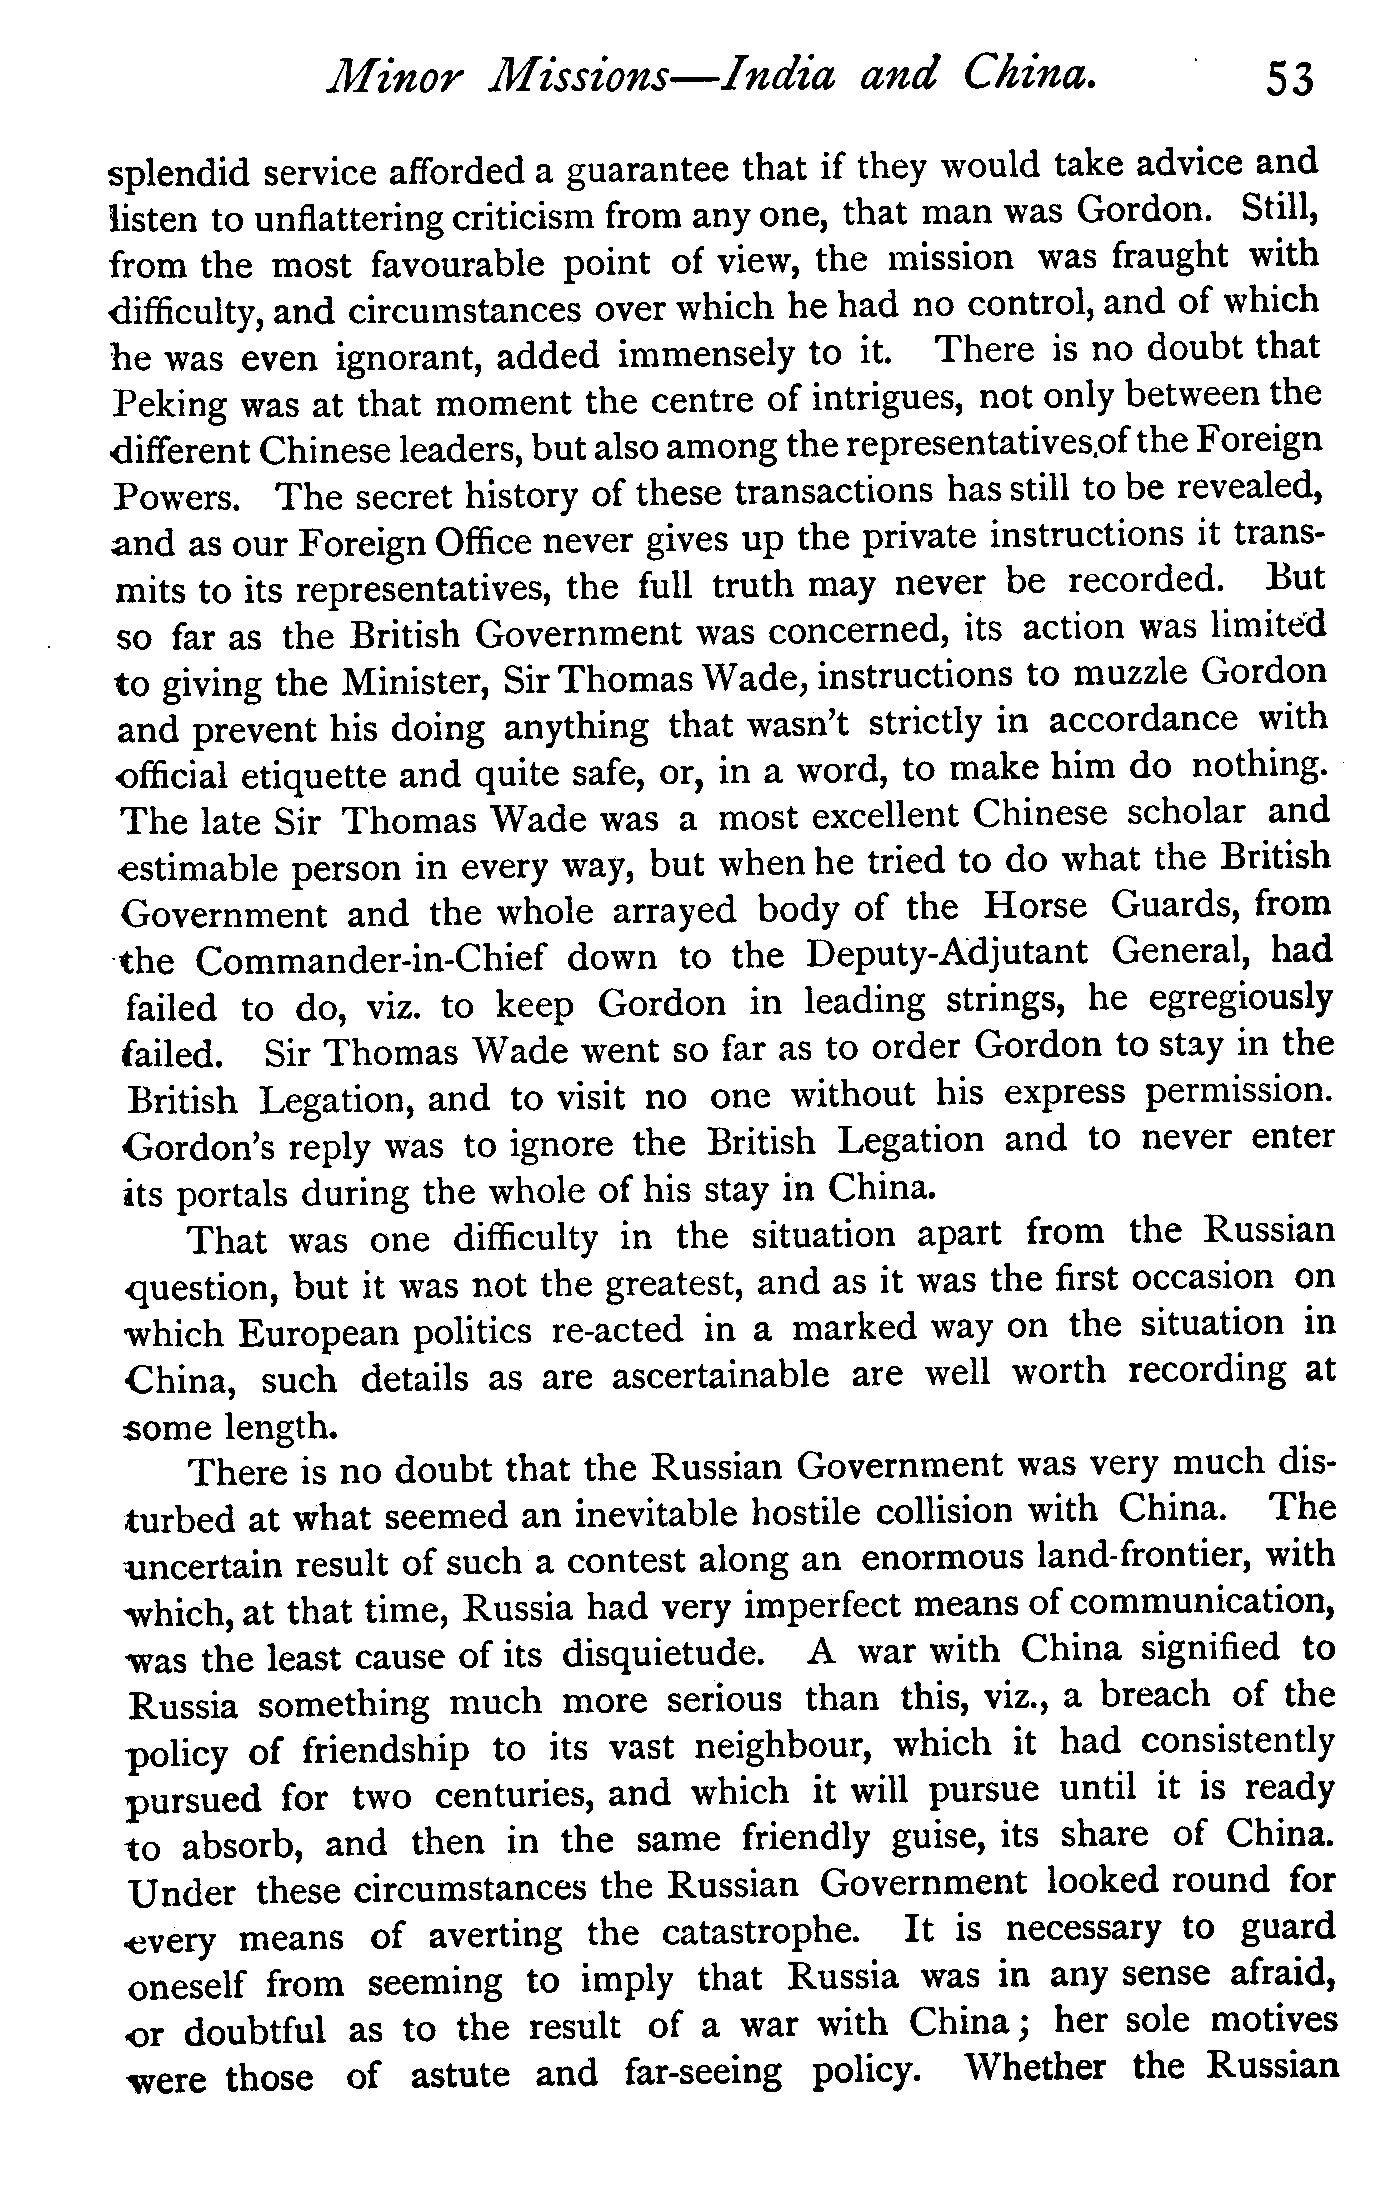 Minor Missions—India and China. 53
splendid service afforded a guarantee that if they would take advice and
listen to unflattering criticism from any one, that man was Gordon. Still,
from the most favourable point of view, the mission was fraught with
difficulty, and circumstances over which he had no control, and of which
he was even ignorant, added immensely to it. There is no doubt that
Peking was at that moment the centre of intrigues, not only between the
different Chinese leaders, but also among the representatives of the Foreign
Powers. The secret history of these transactions has still to be revealed,
and as our Foreign Office never gives up the private instructions it trans-
mits to its representatives, the full truth may never be recorded. But
so far as the British Government was concerned, its action was limited
to giving the Minister, Sir Thomas Wade, instructions to muzzle Gordon
and prevent his doing anything that wasn't strictly in accordance with
official etiquette and quite safe, or, in a word, to make him do nothing.
The late Sir Thomas Wade was a most excellent Chinese scholar and
estimable person in every way, but when he tried to do what the British
Government and the whole arrayed body of the Horse Guards, from
the Commander-in-Chief down to the Deputy-Adjutant General, had
failed to do, viz. to keep Gordon in leading strings, he egregiously
failed. Sir Thomas Wade went so far as to order Gordon to stay in the
British Legation, and to visit no one without his express permission.
Gordon's reply was to ignore the British Legation and to never enter
its portals during the whole of his stay in China.
That was one difficulty in the situation apart from the Russian
question, but it was not the greatest, and as it was the first occasion on
which European politics re-acted in a marked way on the situation in
China, such details as are ascertainable are well worth recording at
some length.
There is no doubt that the Russian Government was very much dis-
turbed at what seemed an inevitable hostile collision with China. The
uncertain result of such a contest along an enormous land-frontier, with
which, at that time, Russia had very imperfect means of communication,
was the least cause of its disquietude. A war with China signified to
Russia something much more serious than this, viz., a breach of the
policy of friendship to its vast neighbour, which it had consistently
pursued for two centuries, and which it will pursue until it is ready
to absorb, and then in the same friendly guise, its share of China.
Under these circumstances the Russian Government looked round for
every means of averting the catastrophe. It is necessary to guard
oneself from seeming to imply that Russia was in any sense afraid,
or doubtful as to the result of a war with China; her sole motives
were those of astute and far-seeing policy. Whether the Russian